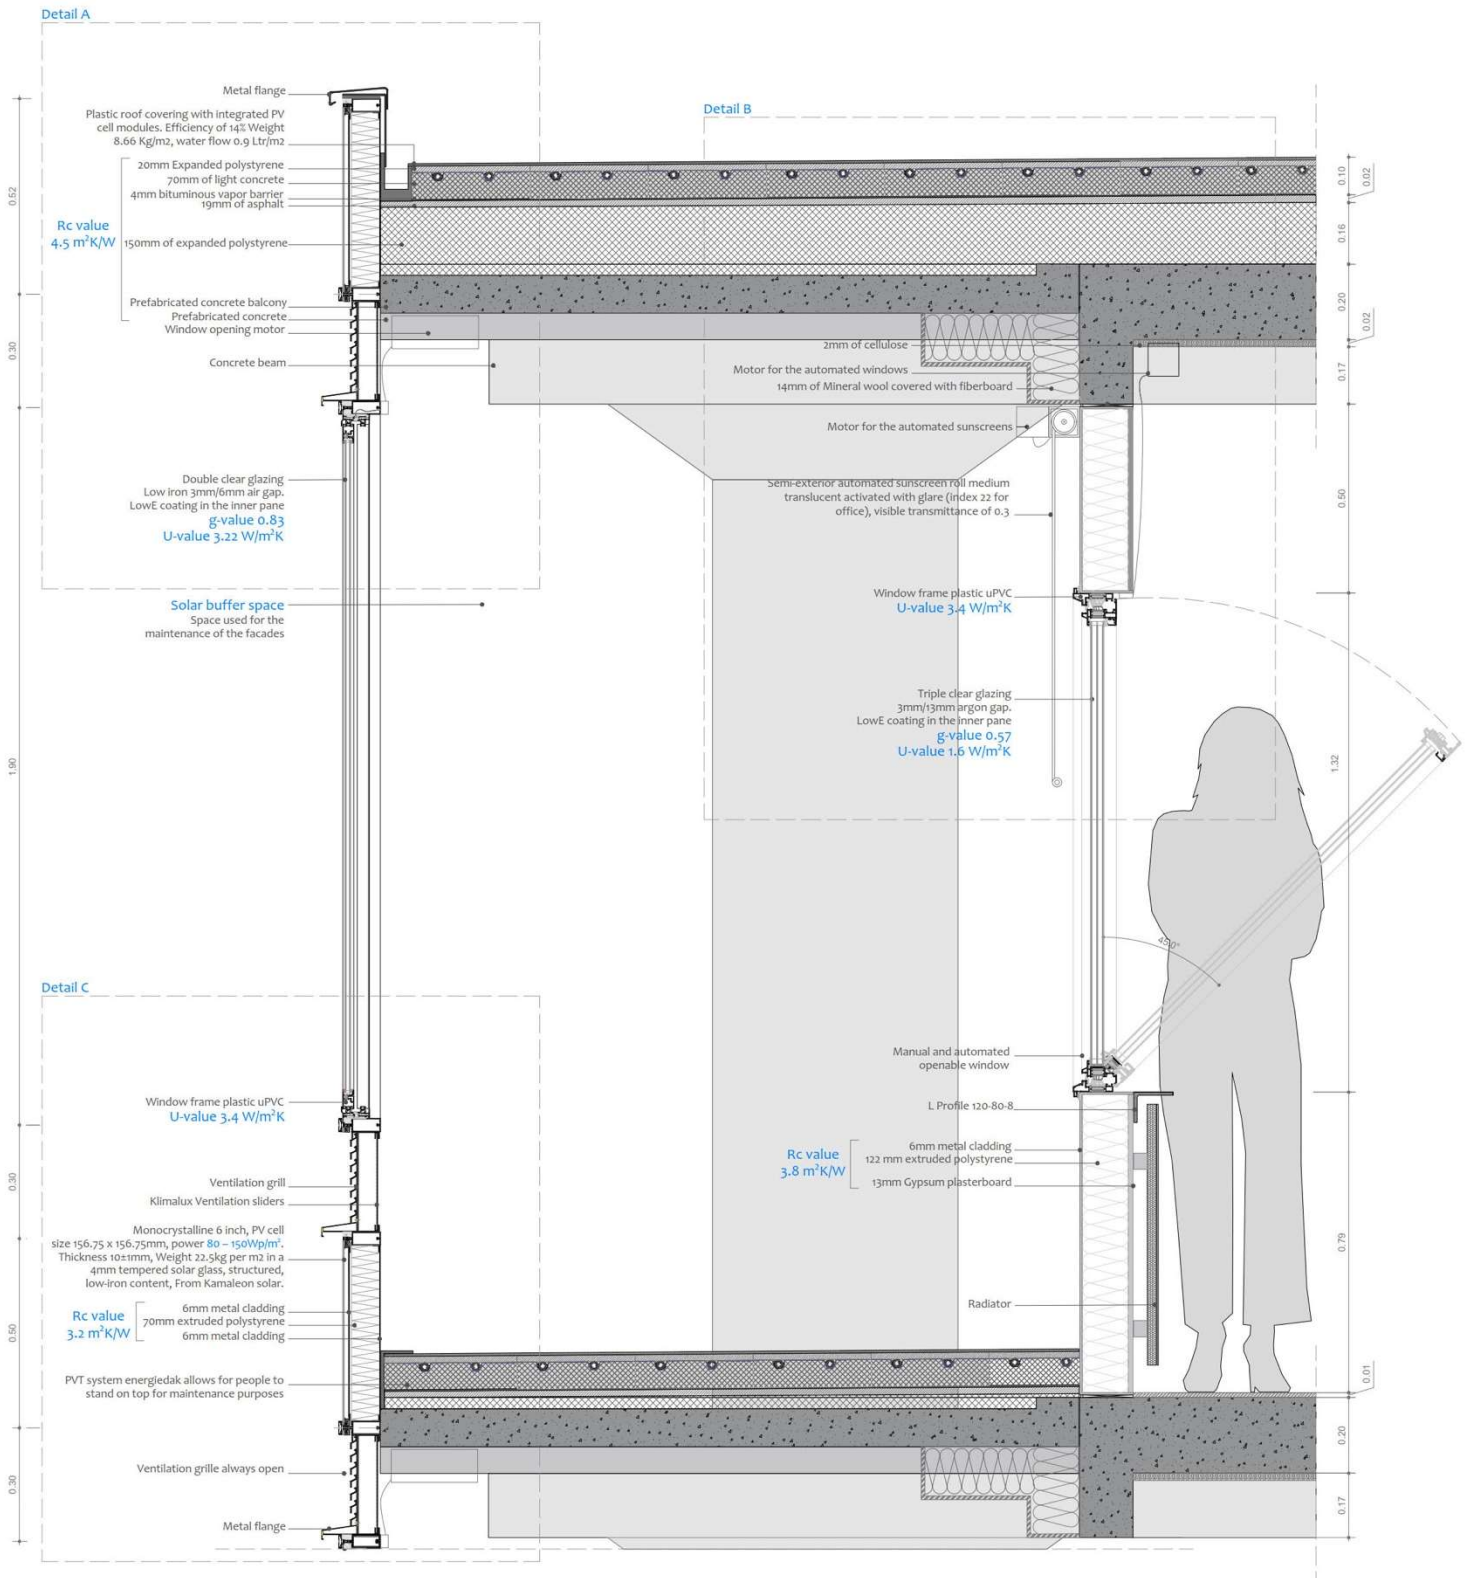 Detail A
Metal flange
Plastic roof covering with integrated PV
cell modules. Efficiency of 14% Weight
8.66 Kg/m2, water flow 0.9 Ltr/m2
20mm Expanded polystyrene
70mm of light concrete
4mm bituminous vapor barrier
19mm of asphalt
Rc value
4.5 m²K/W
150mm of expanded polystyrene
Prefabricated concrete balcony
Prefabricated concrete
Window opening motor
Concrete beam
Double clear glazing
Low iron 3mm/6mm air gap.
LowE coating in the inner pane
g-value 0.83
U-value 3.22 W/m²K
Solar buffer space
Space used for the
maintenance of the facades
Detail B
2mm of cellulose
Motor for the automated windows
14mm of Mineral wool covered with fiberboard
Motor for the automated sunscreens
Semi-exterior automated sunscreen roll medium
translucent activated with glare (index 22 for
office), visible transmittance of 0.3
Window frame plastic uPVC
U-value 3.4 W/m²K
Triple clear glazing
3mm/13mm argon gap.
LowE coating in the inner pane
g-value 0.57
U-value 1.6 W/m²K
45.0°
Manual and automated
openable window
L Profile 120-80-8
Rc value
3.8 m²K/W
6mm metal cladding
122 mm extruded polystyrene
13mm Gypsum plasterboard
Radiator
Detail C
Window frame plastic uPVC
U-value 3.4 W/m²K
Ventilation grill
Klimalux Ventilation sliders
Monocrystalline 6 inch, PV cell
size 156.75 x 156.75mm, power 80 – 150Wp/m².
Thickness 10±1mm, Weight 22.5kg per m2 in a
4mm tempered solar glass, structured,
low-iron content, From Kamaleon solar.
Rc value
3.2 m²K/W
6mm metal cladding
70mm extruded polystyrene
6mm metal cladding
PVT system energiedak allows for people to
stand on top for maintenance purposes
Ventilation grille always open
Metal flange
0.52
0.30
1.90
0.30
0.50
0.30
0.10
0.02
0.16
0.20
0.02
0.17
0.50
1.32
0.79
0.01
0.20
0.17